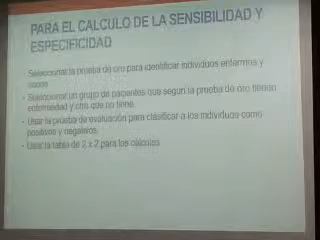 PARA EL CALCULO DE LA SENSIBILIDAD Y
ESPECIFICIDAD
Seleccionar la prueba de oro para identificar individuos enfermos y
sanos
- Seleccionar un grupo de pacientes que según la prueba de oro tienen
enfermedad y otro que no tiene.
- Usar la prueba de evaluación para clasificar a los individuos como
positivos y negativos.
- Usar la tabla de 2 x 2 para los cálculos